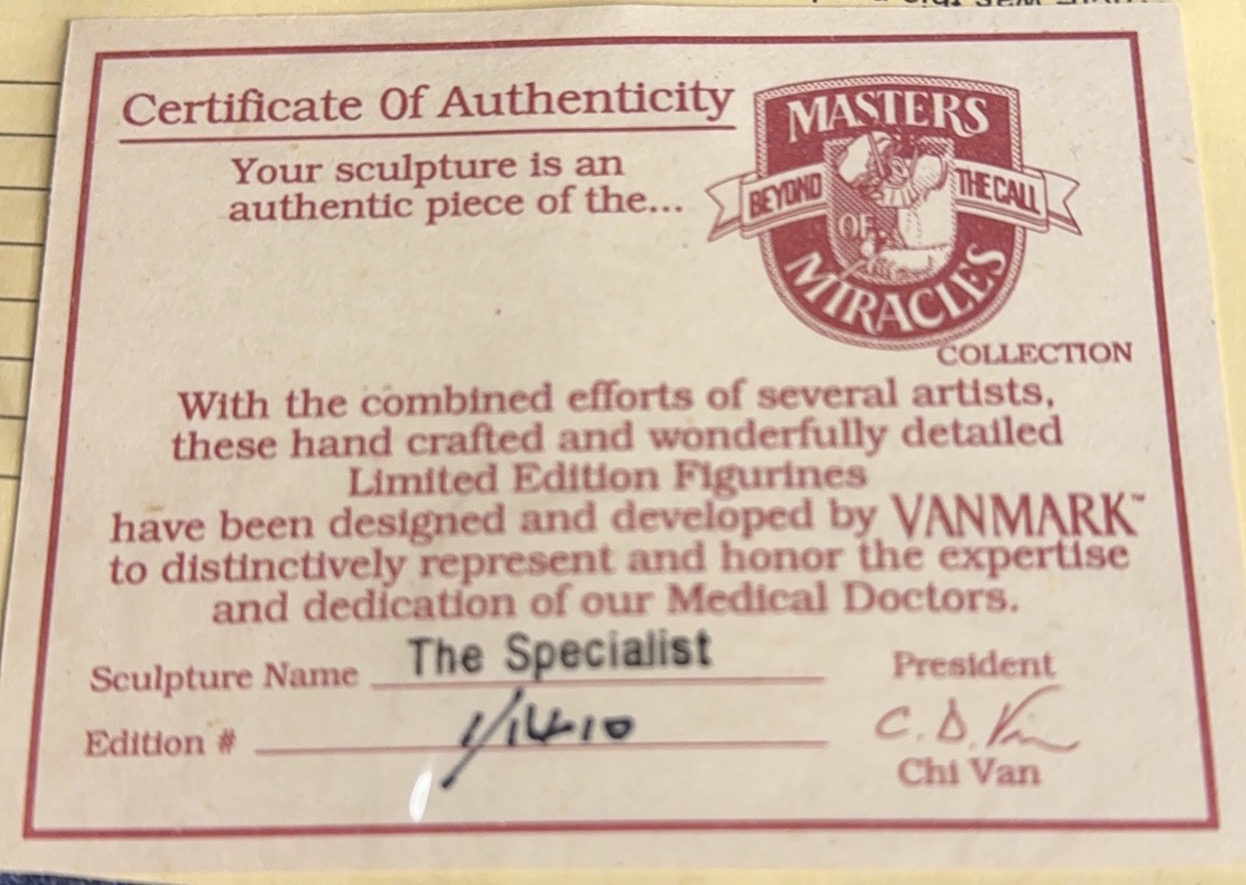 Certificate Of Authenticity
Your sculpture is an
authentic piece of the...
MASTERS
BEYOND THE CALL
OF
MIRACLES
COLLECTION
With the combined efforts of several artists,
these hand crafted and wonderfully detailed
Limited Edition Figurines
have been designed and developed by VANMARK™
to distinctively represent and honor the expertise
and dedication of our Medical Doctors.
Sculpture Name The Specialist
President
Edition # 1/1410
C. D. Van
Chi Van